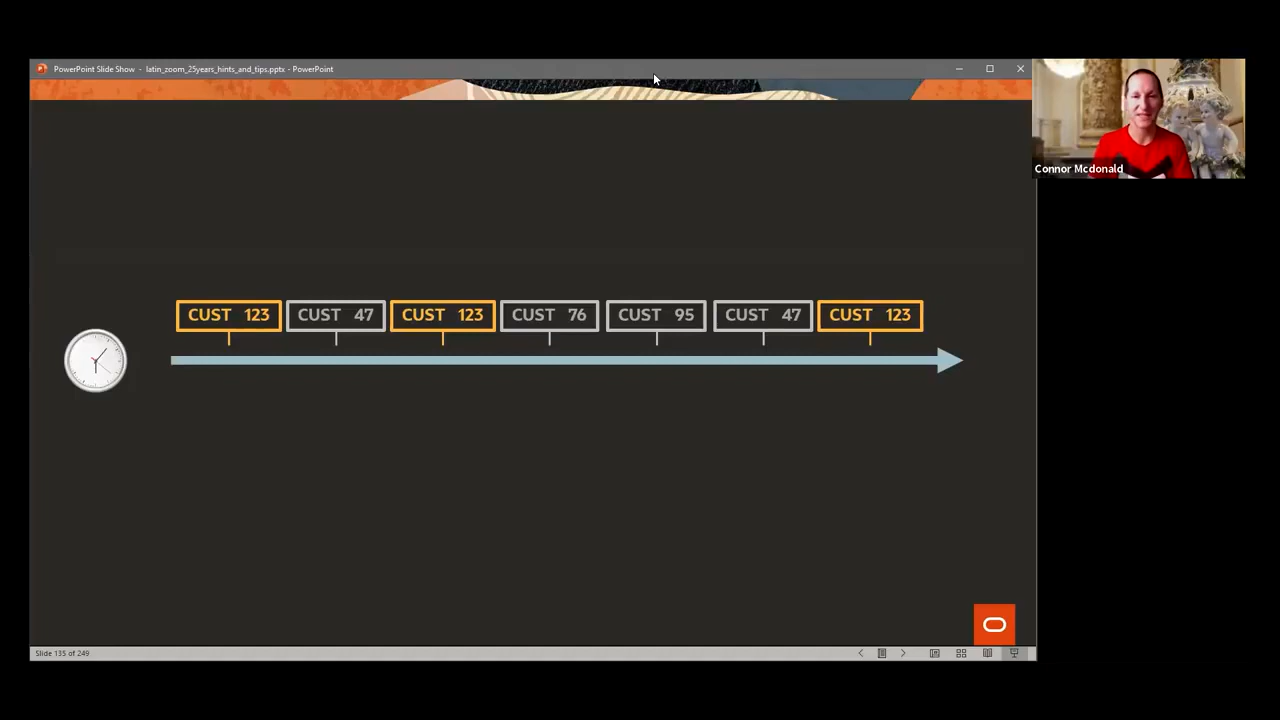 PowerPoint Slide Show - latin_zoom_25years_hints_and_tips.pptx - PowerPoint
Connor Mcdonald
CUST 123 CUST 47 CUST 123 CUST 76 CUST 95 CUST 47 CUST 123
Slide 135 of 249